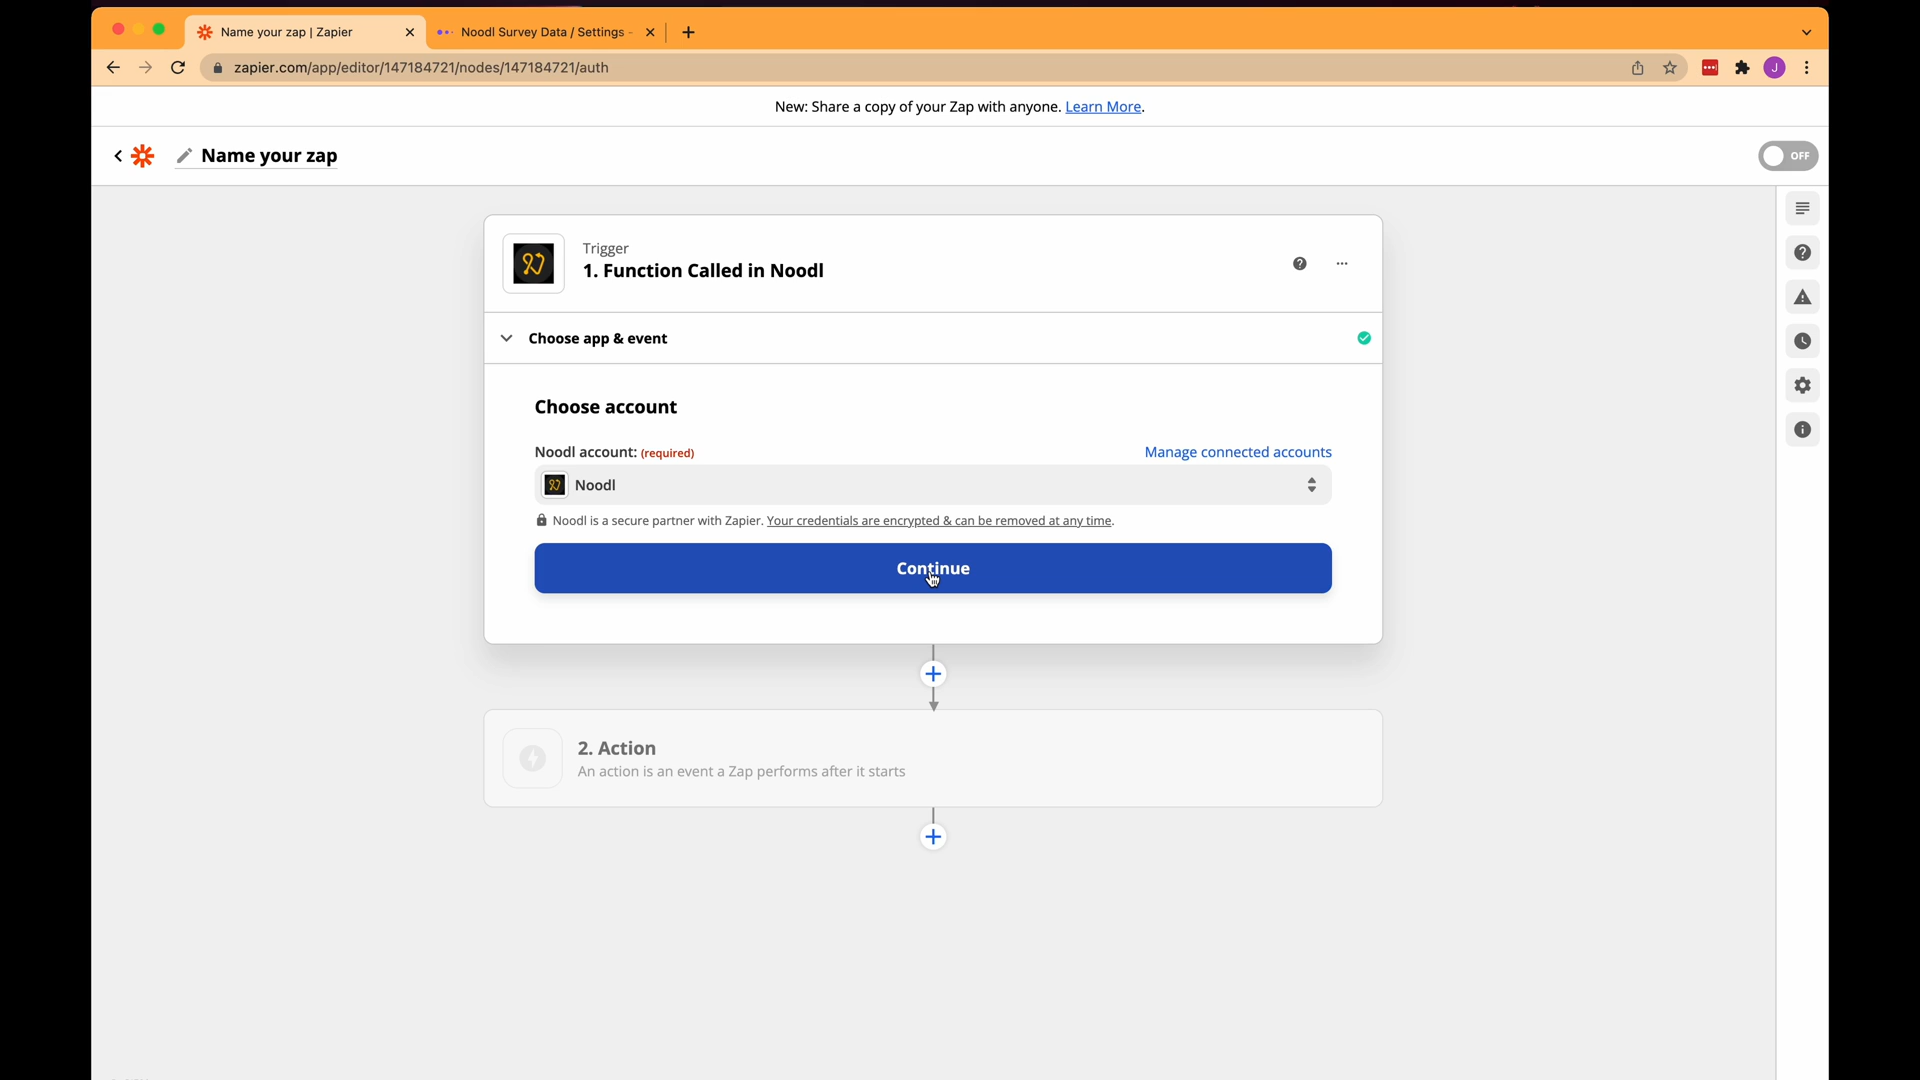 Name your zap | Zapier
Noodl Survey Data / Settings -
zapier.com/app/editor/147184721/nodes/147184721/auth
J
New: Share a copy of your Zap with anyone. Learn More.
Name your zap
OFF
Trigger
1. Function Called in Noodl
Choose app & event
Choose account
Noodl account: (required)
Manage connected accounts
Noodl
Noodl is a secure partner with Zapier. Your credentials are encrypted & can be removed at any time.
Continue
2. Action
An action is an event a Zap performs after it starts